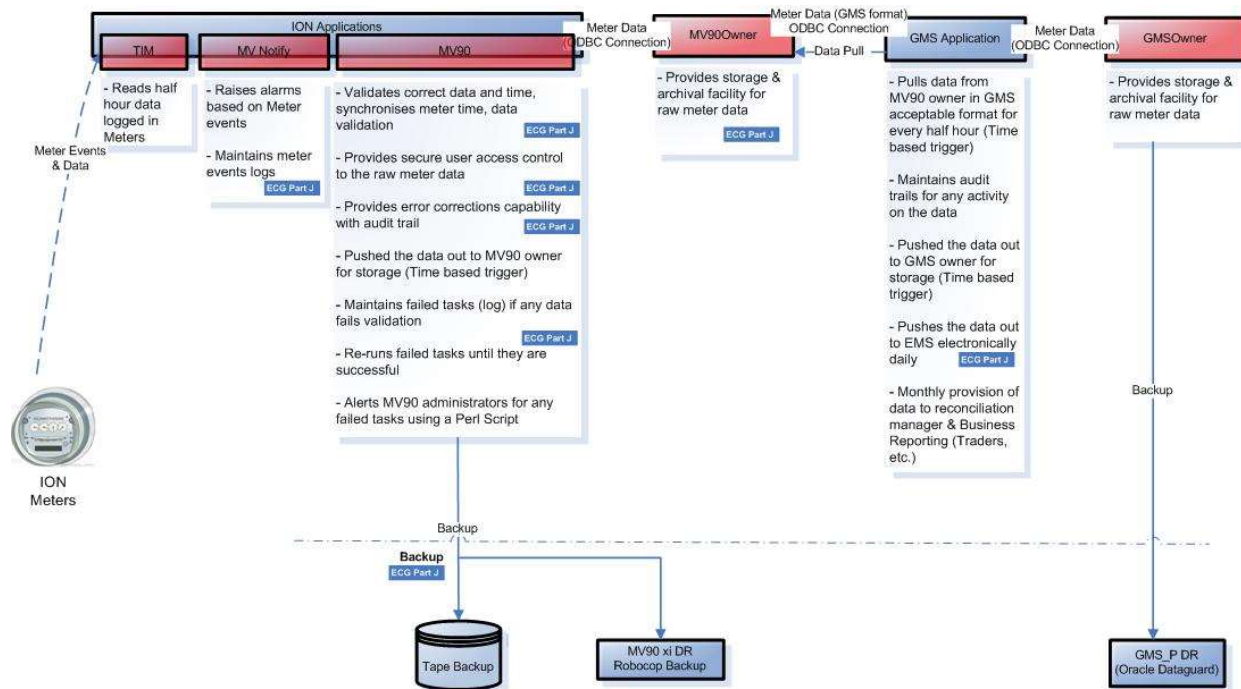 ION Applications
TIM
MV Notify
MV90
- Reads half
hour data
logged in
Meters
- Raises alarms
based on Meter
events
- Maintains meter
events logs
ECG Part J
- Validates correct data and time,
synchronises meter time, data
validation
ECG Part J
- Provides secure user access control
to the raw meter data
ECG Part J
- Provides error corrections capability
with audit trail
ECG Part J
- Pushed the data out to MV90 owner
for storage (Time based trigger)
- Maintains failed tasks (log) if any data
fails validation
ECG Part J
- Re-runs failed tasks until they are
successful
- Alerts MV90 administrators for any
failed tasks using a Perl Script
Meter Data
(ODBC Connection)
MV90Owner
- Provides storage &
archival facility for
raw meter data
ECG Part J
Meter Data (GMS format)
ODBC Connection
Data Pull
GMS Application
- Pulls data from
MV90 owner in GMS
acceptable format for
every half hour (Time
based trigger)
- Maintains audit
trails for any activity
on the data
- Pushed the data out
to GMS owner for
storage (Time based
trigger)
- Pushes the data out
to EMS electronically
daily
ECG Part J
- Monthly provision of
data to reconciliation
manager & Business
Reporting (Traders,
etc.)
Meter Data
(ODBC Connection)
GMSOwner
- Provides storage &
archival facility for
raw meter data
Meter Events
& Data
ION
Meters
Backup
Backup
Backup
ECG Part J
Tape Backup
MV90 xi DR
Robocop Backup
GMS_P DR
(Oracle Dataguard)